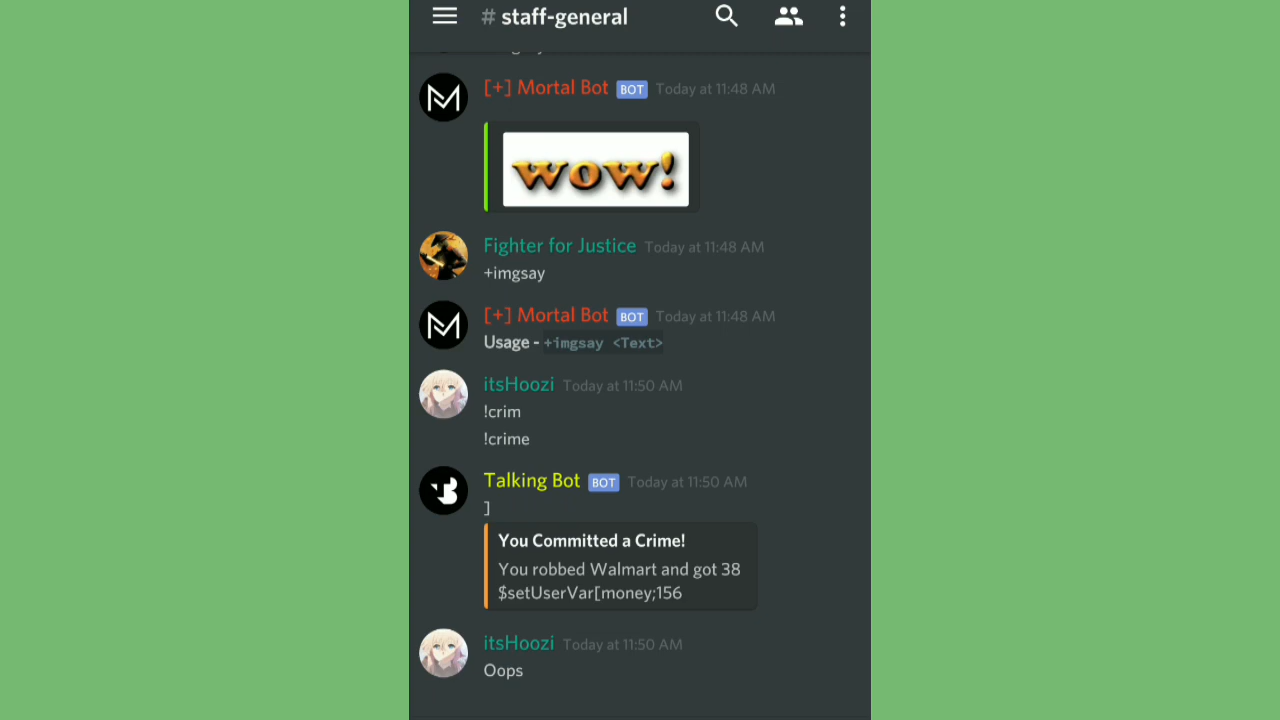 # staff-general
[+] Mortal Bot BOT Today at 11:48 AM
wow!
Fighter for Justice Today at 11:48 AM
+imgsay
[+] Mortal Bot BOT Today at 11:48 AM
Usage - +imgsay <Text>
itsHoozi Today at 11:50 AM
!crim
!crime
Talking Bot BOT Today at 11:50 AM
]
You Committed a Crime!
You robbed Walmart and got 38
$setUserVar[money;156
itsHoozi Today at 11:50 AM
Oops